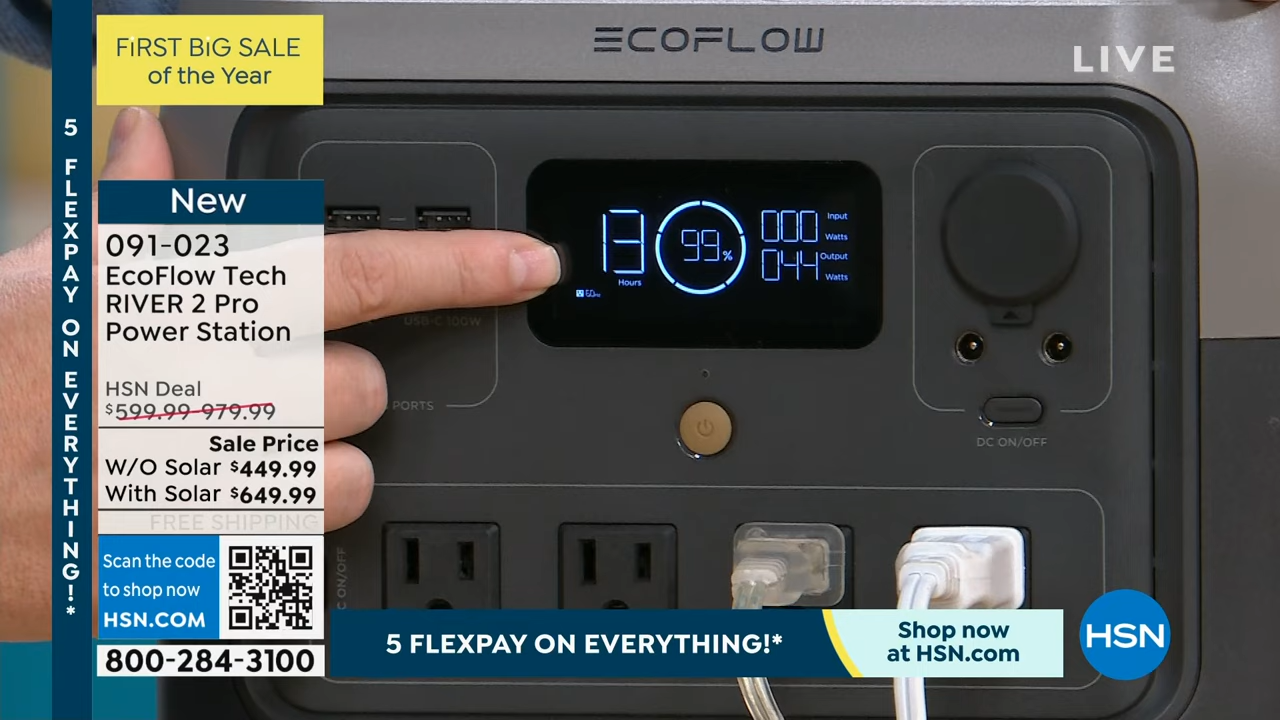 FiRST BiG SALE
of the Year
5 FLEXPAY ON EVERYTHING!*
New
091-023
EcoFlow Tech
RIVER 2 Pro
Power Station
HSN Deal
$599.99-979.99
Sale Price
W/O Solar $449.99
With Solar $649.99
FREE SHIPPING
Scan the code
to shop now
HSN.COM
800-284-3100
ECOFLOW
LIVE
13
Hours
99%
000 Input
Watts
044 Output
Watts
60Hz
USB-C 100W
PORTS
DC ON/OFF
C ON/OFF
5 FLEXPAY ON EVERYTHING!*
Shop now
at HSN.com
HSN